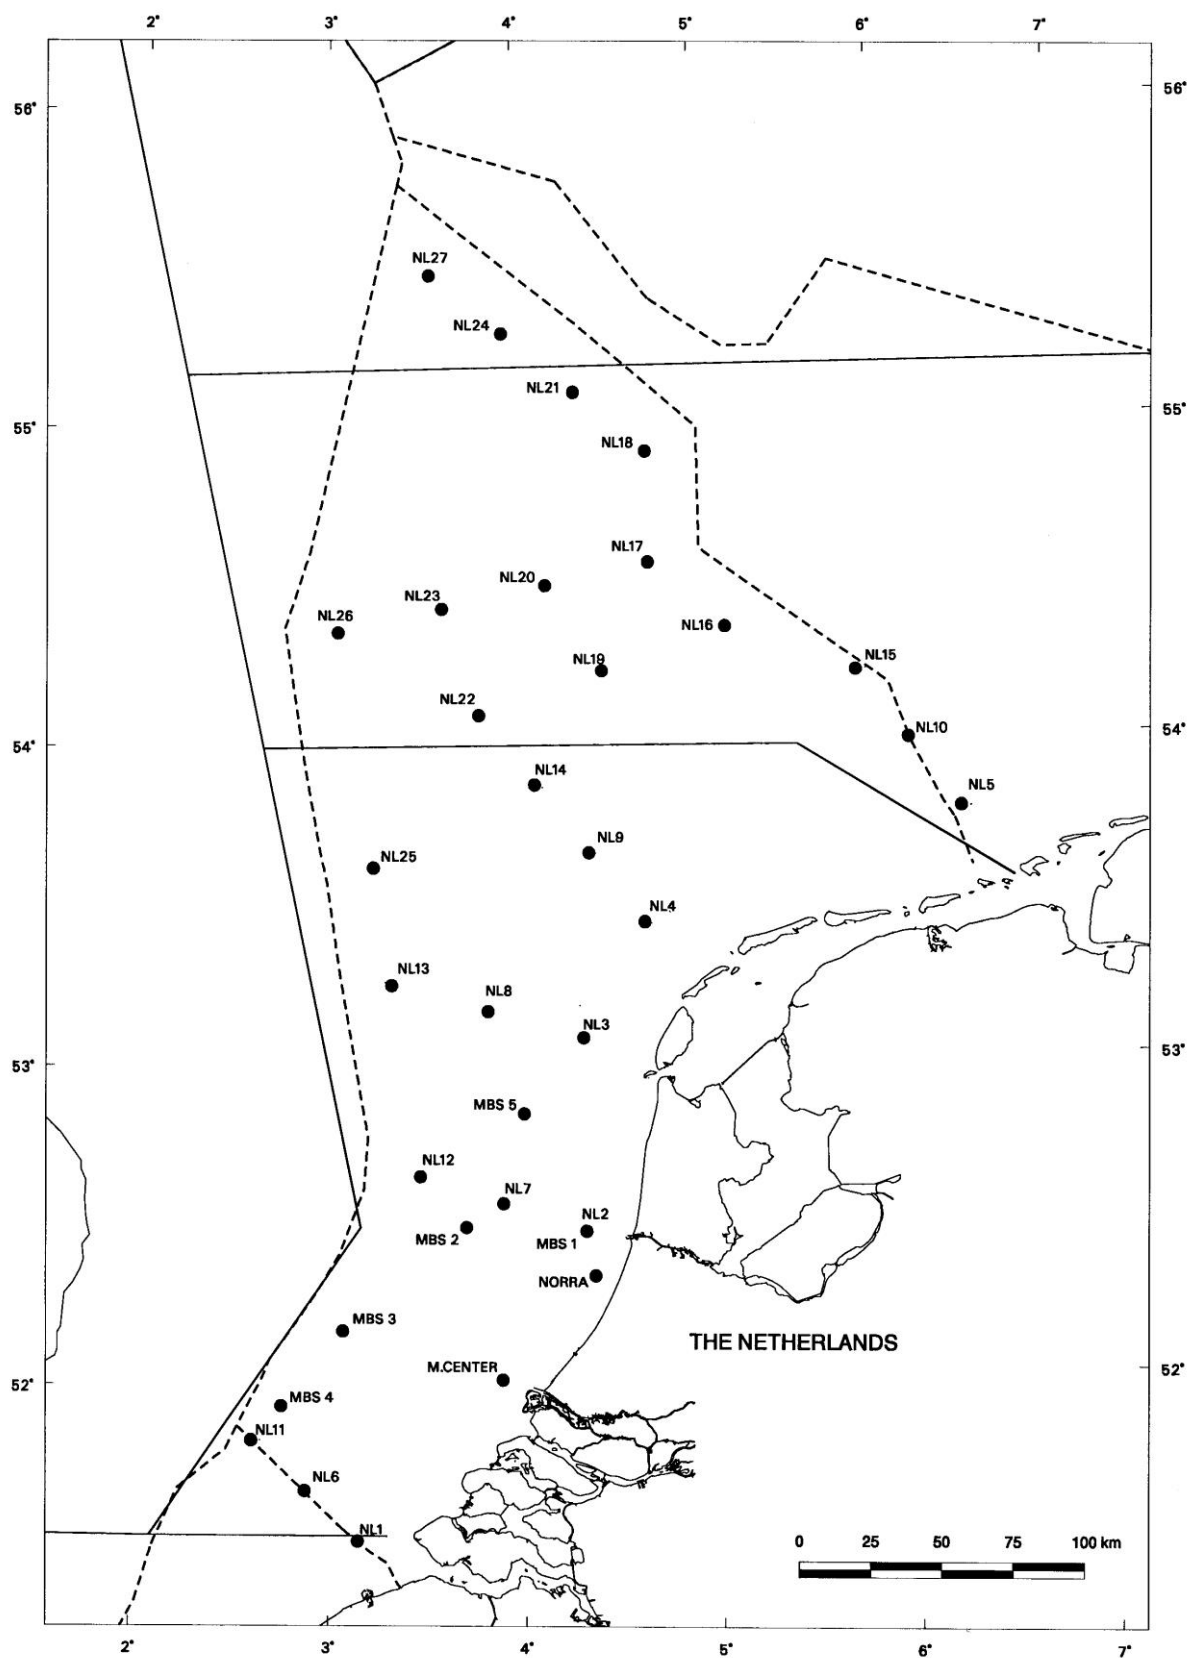 2° 3° 4° 5° 6° 7°
56° 56°
NL27
NL24
NL21
55° 55°
NL18
NL17
NL20
NL23
NL26
NL16
NL19
NL15
NL22
54° 54°
NL10
NL14
NL5
NL9
NL25
NL4
NL13
NL8
NL3
53° 53°
MBS 5
NL12
NL7
NL2
MBS 2
MBS 1
NORRA
MBS 3
THE NETHERLANDS
M.CENTER
52° 52°
MBS 4
NL11
NL6
NL1
0 25 50 75 100 km
2° 3° 4° 5° 6° 7°